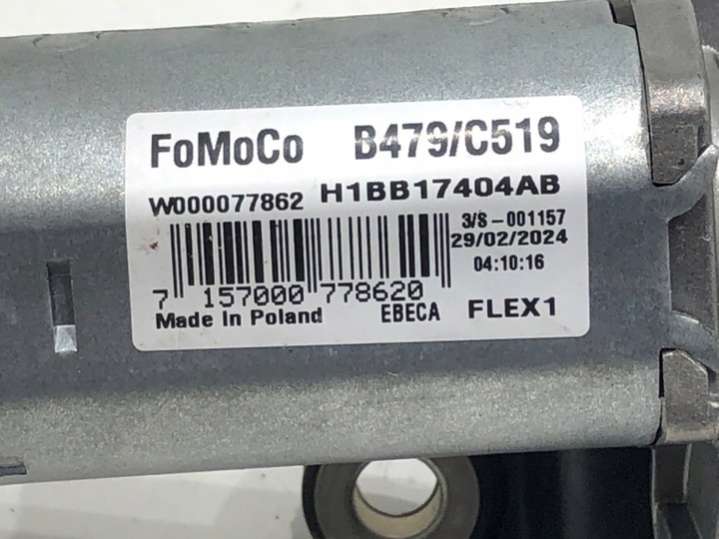 FoMoCo B479/C519
W000077862 H1BB17404AB
3/S-001157
29/02/2024
04:10:16
7 157000 778620
Made In Poland EBECA FLEX1